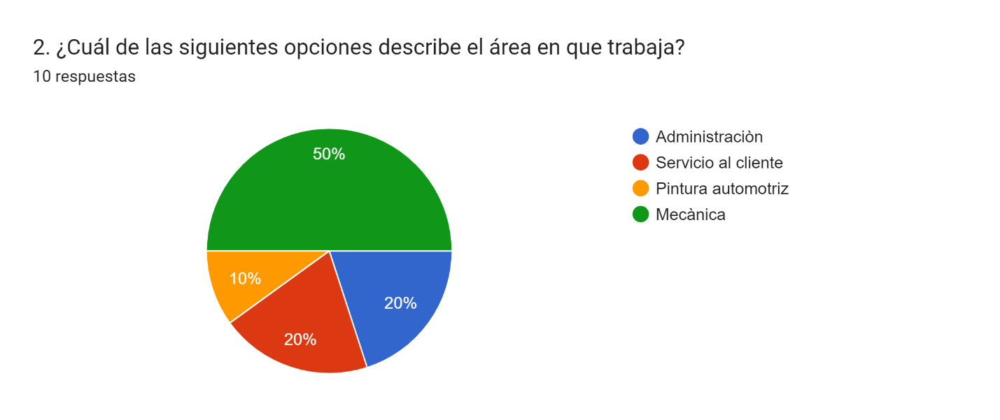 2. ¿Cuál de las siguientes opciones describe el área en que trabaja?
10 respuestas
50%
10%
20%
20%
Administraciòn
Servicio al cliente
Pintura automotriz
Mecànica